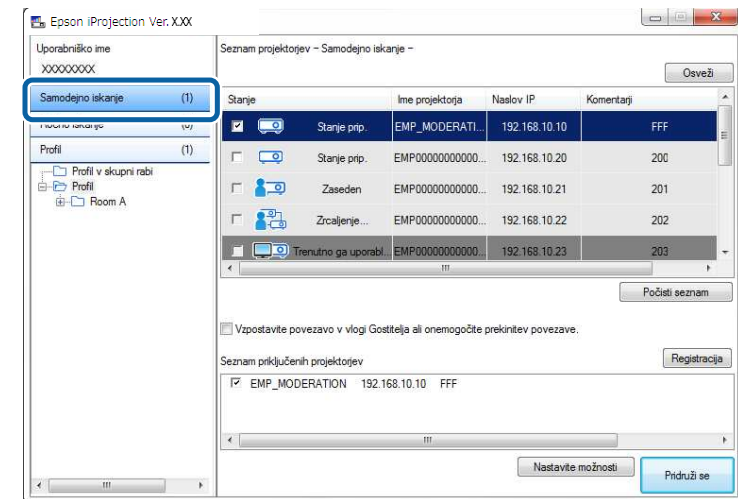 Epson iProjection Ver. X.XX
Uporabniško ime
XXXXXXXX
Samodejno iskanje (1)
Ročno iskanje (0)
Profil (1)
Profil v skupni rabi
Profil
Room A
Seznam projektorjev - Samodejno iskanje -
Osveži
Stanje Ime projektorja Naslov IP Komentarji
Stanje prip. EMP_MODERATI... 192.168.10.10 FFF
Stanje prip. EMP00000000000... 192.168.10.20 200
Zaseden EMP00000000000... 192.168.10.21 201
Zrcaljenje... EMP00000000000... 192.168.10.22 202
Trenutno ga uporabl... EMP00000000000... 192.168.10.23 203
Počisti seznam
Vzpostavite povezavo v vlogi Gostitelja ali onemogočite prekinitev povezave.
Seznam priključenih projektorjev
Registracija
EMP_MODERATION 192.168.10.10 FFF
Nastavite možnosti
Pridruži se